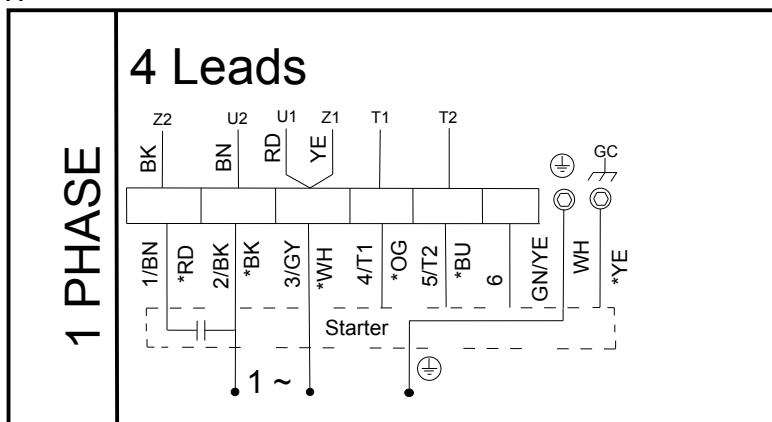 1 PHASE
4 Leads
Z2 U2 U1 Z1 T1 T2
BK BN RD YE GC
1/BN *RD 2/BK *BK 3/GY *WH 4/T1 *OG 5/T2 *BU 6 GN/YE WH *YE
Starter
1 ~